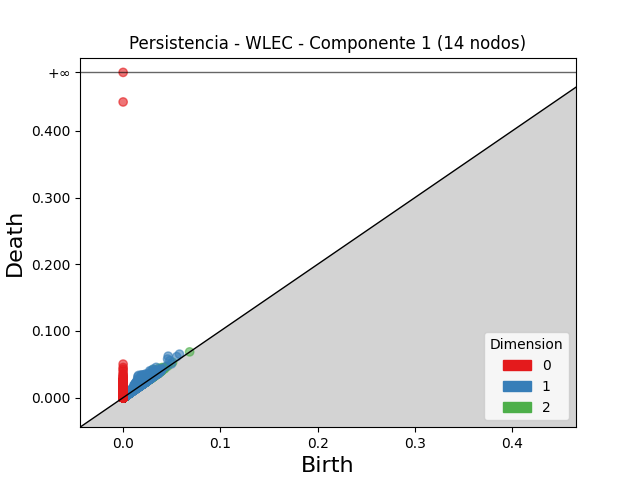 Persistencia - WLEC - Componente 1 (14 nodos)
+∞
0.400
0.300
0.200
0.100
0.000
Death
Dimension
0
1
2
0.0 0.1 0.2 0.3 0.4
Birth